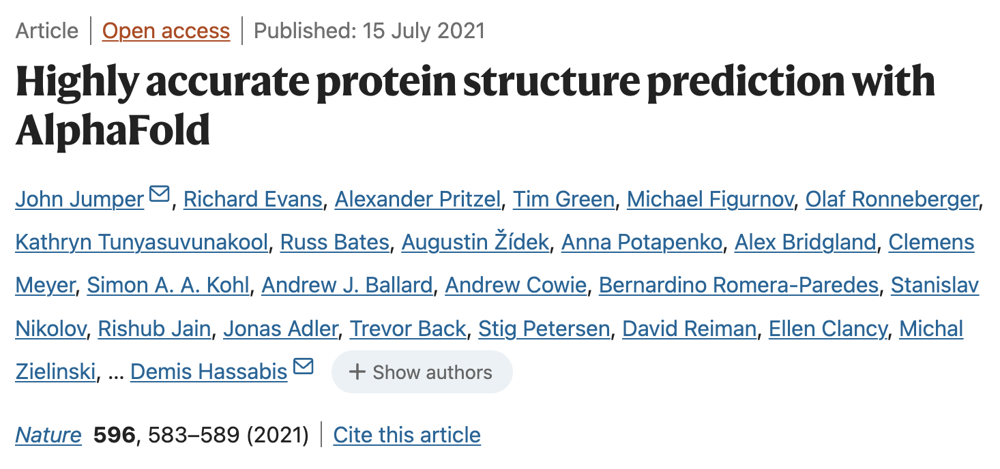 Article | Open access | Published: 15 July 2021
Highly accurate protein structure prediction with
AlphaFold
John Jumper, Richard Evans, Alexander Pritzel, Tim Green, Michael Figurnov, Olaf Ronneberger,
Kathryn Tunyasuvunakool, Russ Bates, Augustin Žídek, Anna Potapenko, Alex Bridgland, Clemens
Meyer, Simon A. A. Kohl, Andrew J. Ballard, Andrew Cowie, Bernardino Romera-Paredes, Stanislav
Nikolov, Rishub Jain, Jonas Adler, Trevor Back, Stig Petersen, David Reiman, Ellen Clancy, Michal
Zielinski, … Demis Hassabis + Show authors
Nature 596, 583–589 (2021) | Cite this article